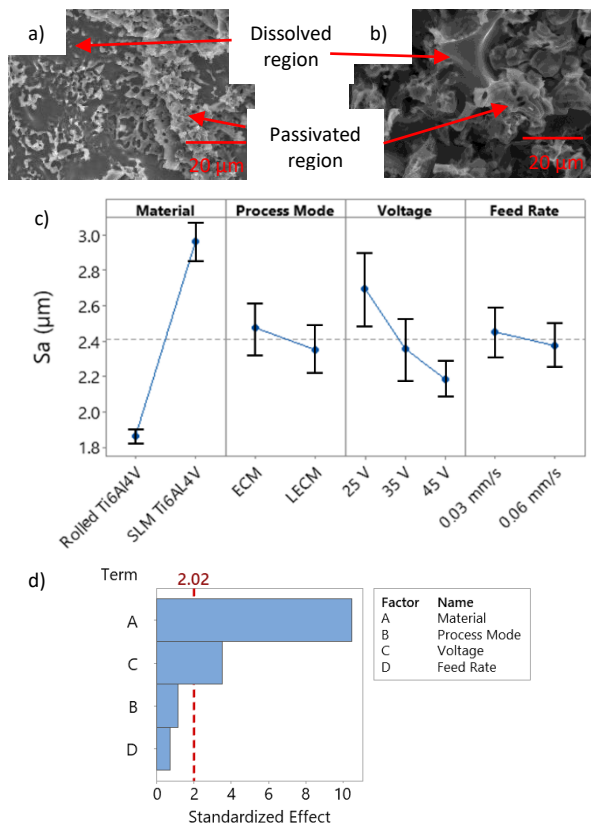 a)
Dissolved
region
b)
Passivated
region
20 µm
20 µm
c)
Material
Process Mode
Voltage
Feed Rate
Sa (µm)
3.0
2.8
2.6
2.4
2.2
2.0
1.8
Rolled Ti6Al4V
SLM Ti6AL4V
ECM
LECM
25 V
35 V
45 V
0.03 mm/s
0.06 mm/s
d)
Term
2.02
A
C
B
D
0 2 4 6 8 10
Standardized Effect
Factor Name
A Material
B Process Mode
C Voltage
D Feed Rate